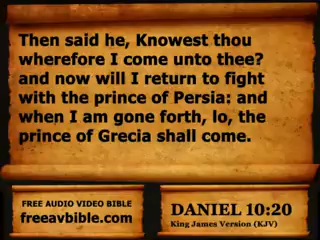 Then said he, Knowest thou
wherefore I come unto thee?
and now will I return to fight
with the prince of Persia: and
when I am gone forth, lo, the
prince of Grecia shall come.
FREE AUDIO VIDEO BIBLE
freeavbible.com
DANIEL 10:20
King James Version (KJV)